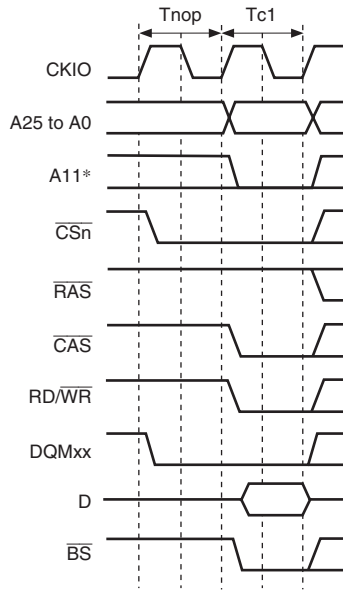 Tnop Tc1
CKIO
A25 to A0
A11*
CSn
RAS
CAS
RD/WR
DQMxx
D
BS